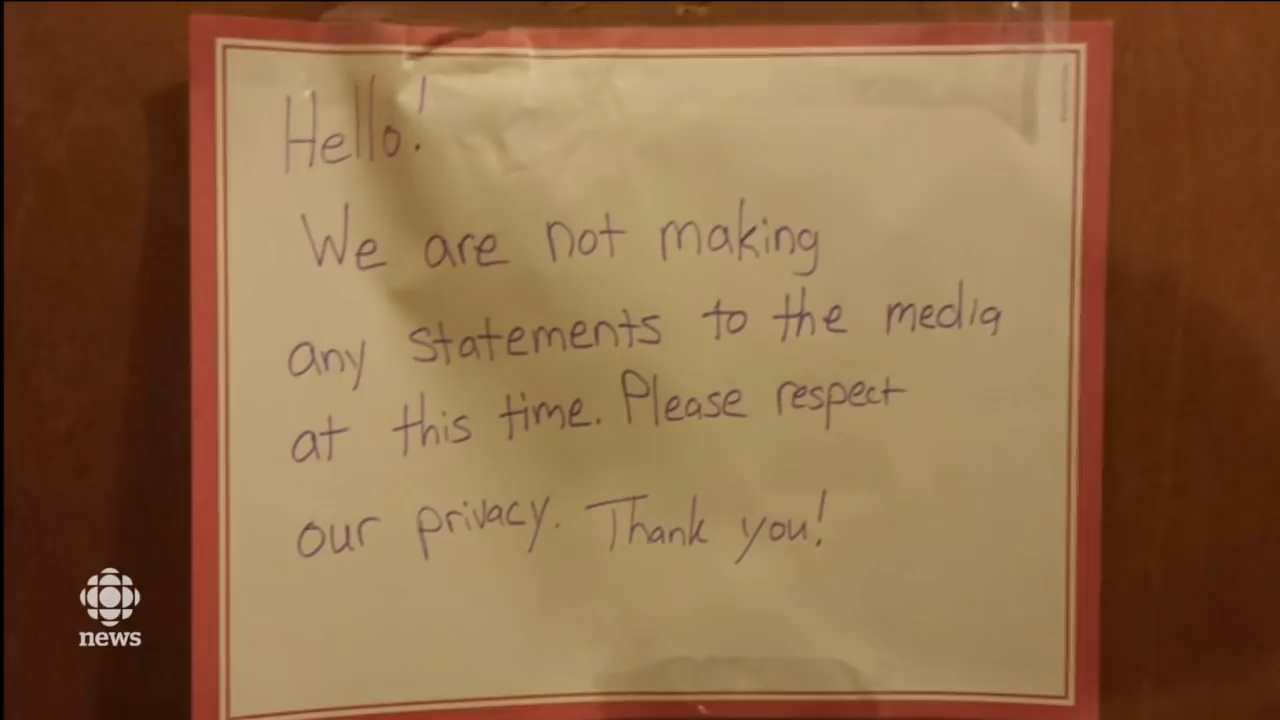 Hello!
We are not making
any statements to the media
at this time. Please respect
our privacy. Thank you!
news